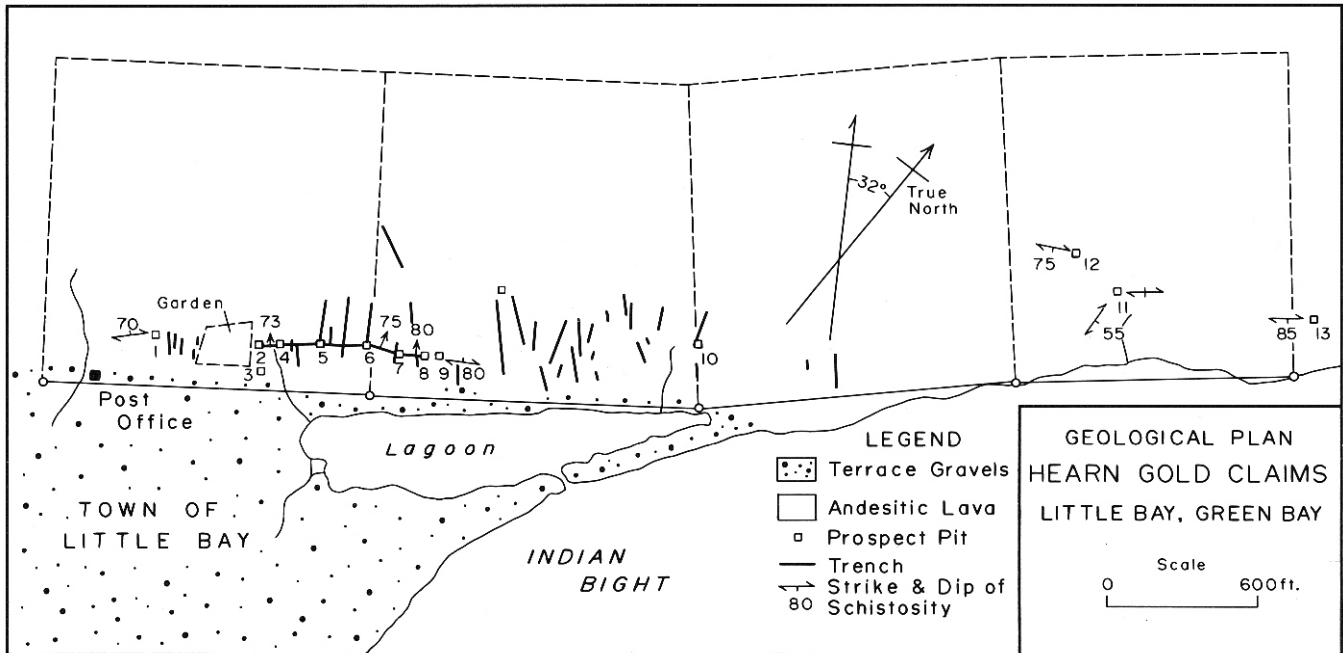 32°
True
North
Garden
70
1
73
2
3
4
5
6
75
7
80
8
9
80
10
75
12
55
85
13
Post
Office
Lagoon
TOWN OF
LITTLE BAY
INDIAN
BIGHT
LEGEND
Terrace Gravels
Andesitic Lava
Prospect Pit
Trench
Strike & Dip of
80 Schistosity
GEOLOGICAL PLAN
HEARN GOLD CLAIMS
LITTLE BAY, GREEN BAY
Scale
0 600ft.